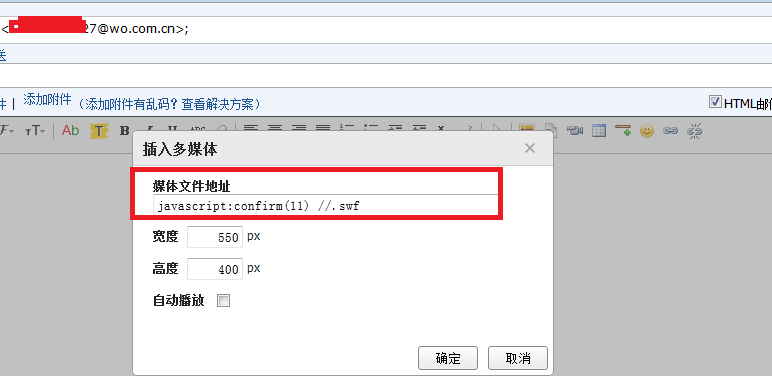 <27@wo.com.cn>;
送
件 | 添加附件 (添加附件有乱码? 查看解决方案)
HTML邮
Ab T B ABC
插入多媒体
媒体文件地址
javascript:confirm(11) //.swf
宽度 550 px
高度 400 px
自动播放
确定 取消